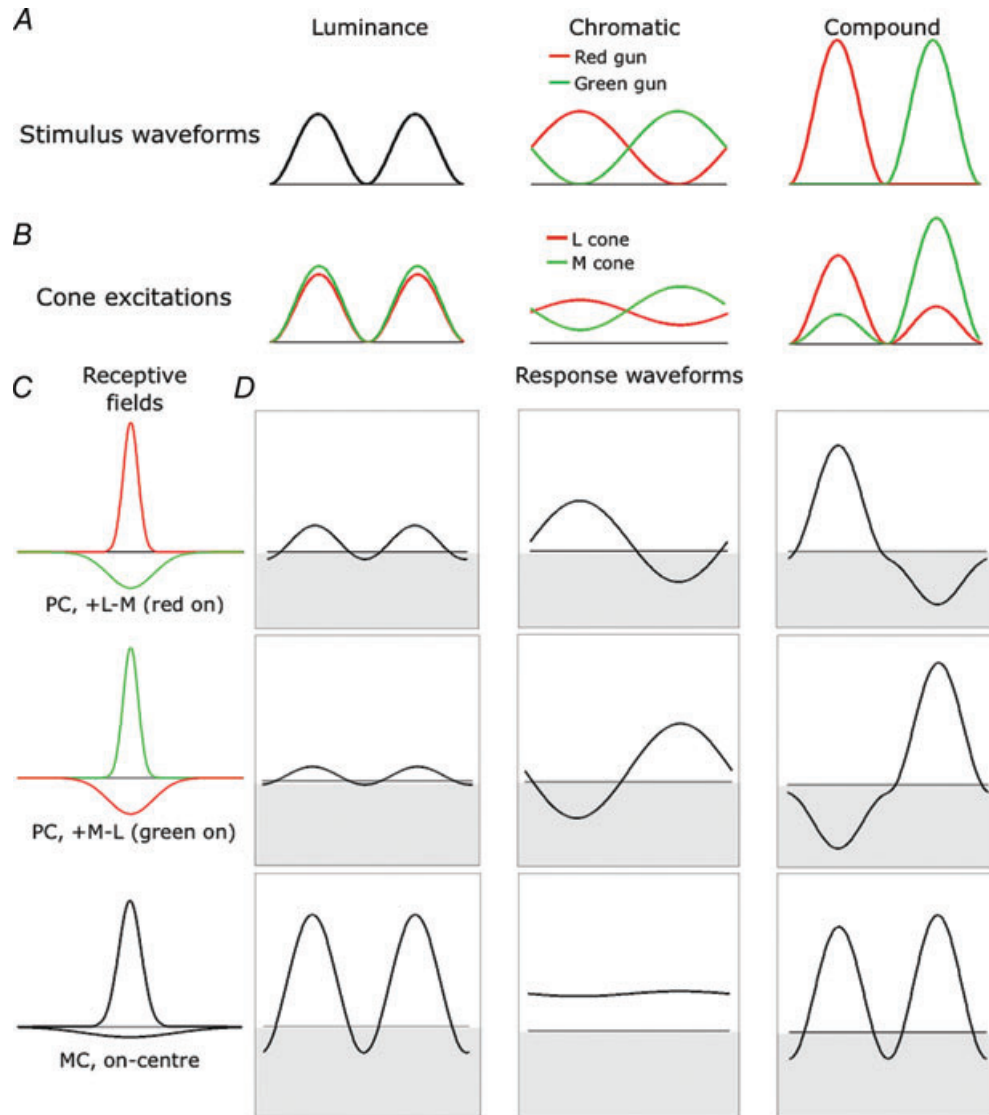 A
Luminance
Chromatic
Compound
Red gun
Green gun
Stimulus waveforms
B
L cone
M cone
Cone excitations
C
Receptive
fields
D
Response waveforms
PC, +L-M (red on)
PC, +M-L (green on)
MC, on-centre